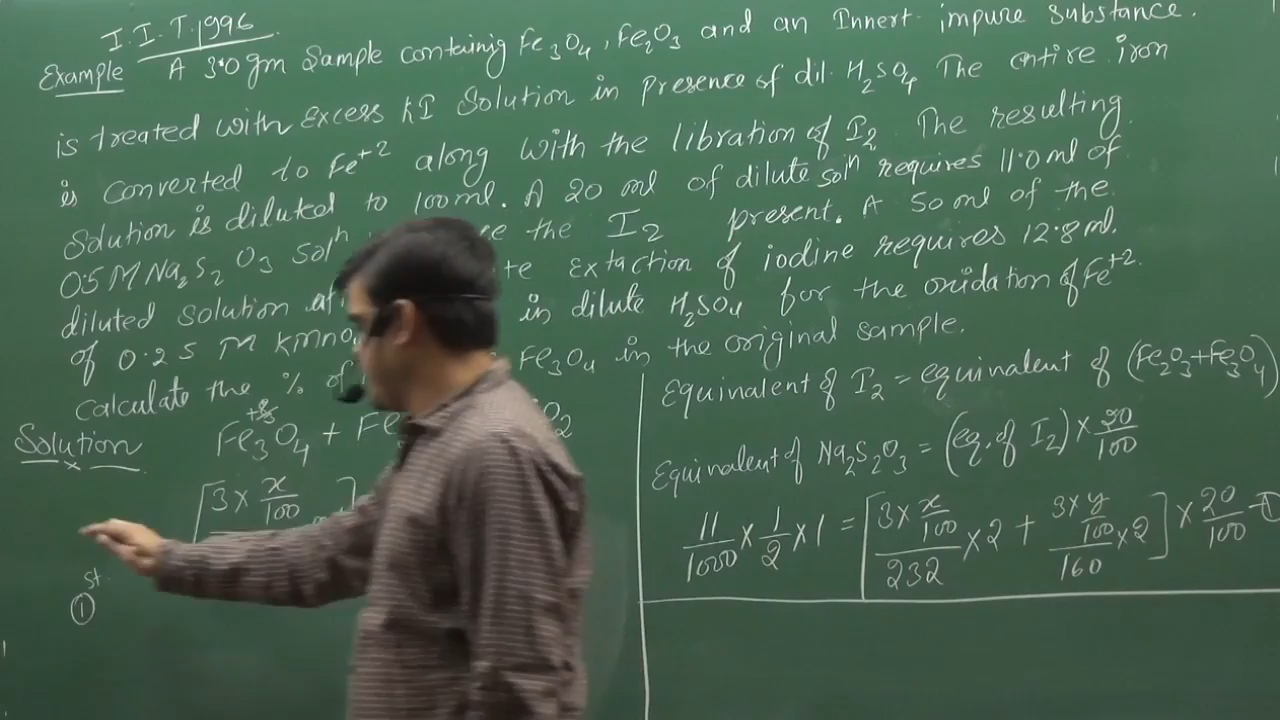 I.I.T. 1996
Example A 3.0 gm Sample containing Fe3O4, Fe2O3 and an Innert impure substance.
is treated with Excess KI Solution in presence of dil. H2SO4 The entire iron
is converted to Fe+2 along with the libration of I2 The resulting
Solution is diluted to 100ml. A 20 ml of dilute soln requires 11.0 ml of
0.5 M Na2S2O3 Soln the I2 present. A 50 ml of the
diluted solution extaction of iodine requires 12.8 ml.
of 0.25 M KMnO in dilute H2SO4 for the oxidation of Fe+2.
Calculate the % of Fe3O4 in the original sample.
Solution
Fe3O4 + Fe
[3 × x/100
1st
Equivalent of I2 = equivalent of (Fe2O3 + Fe3O4)
Equivalent of Na2S2O3 = (eq. of I2) × 20/100
11/1000 × 1/2 × 1 = [(3 × x/100)/232 × 2 + (3 × y/100)/160 × 2] × 20/100 - ①